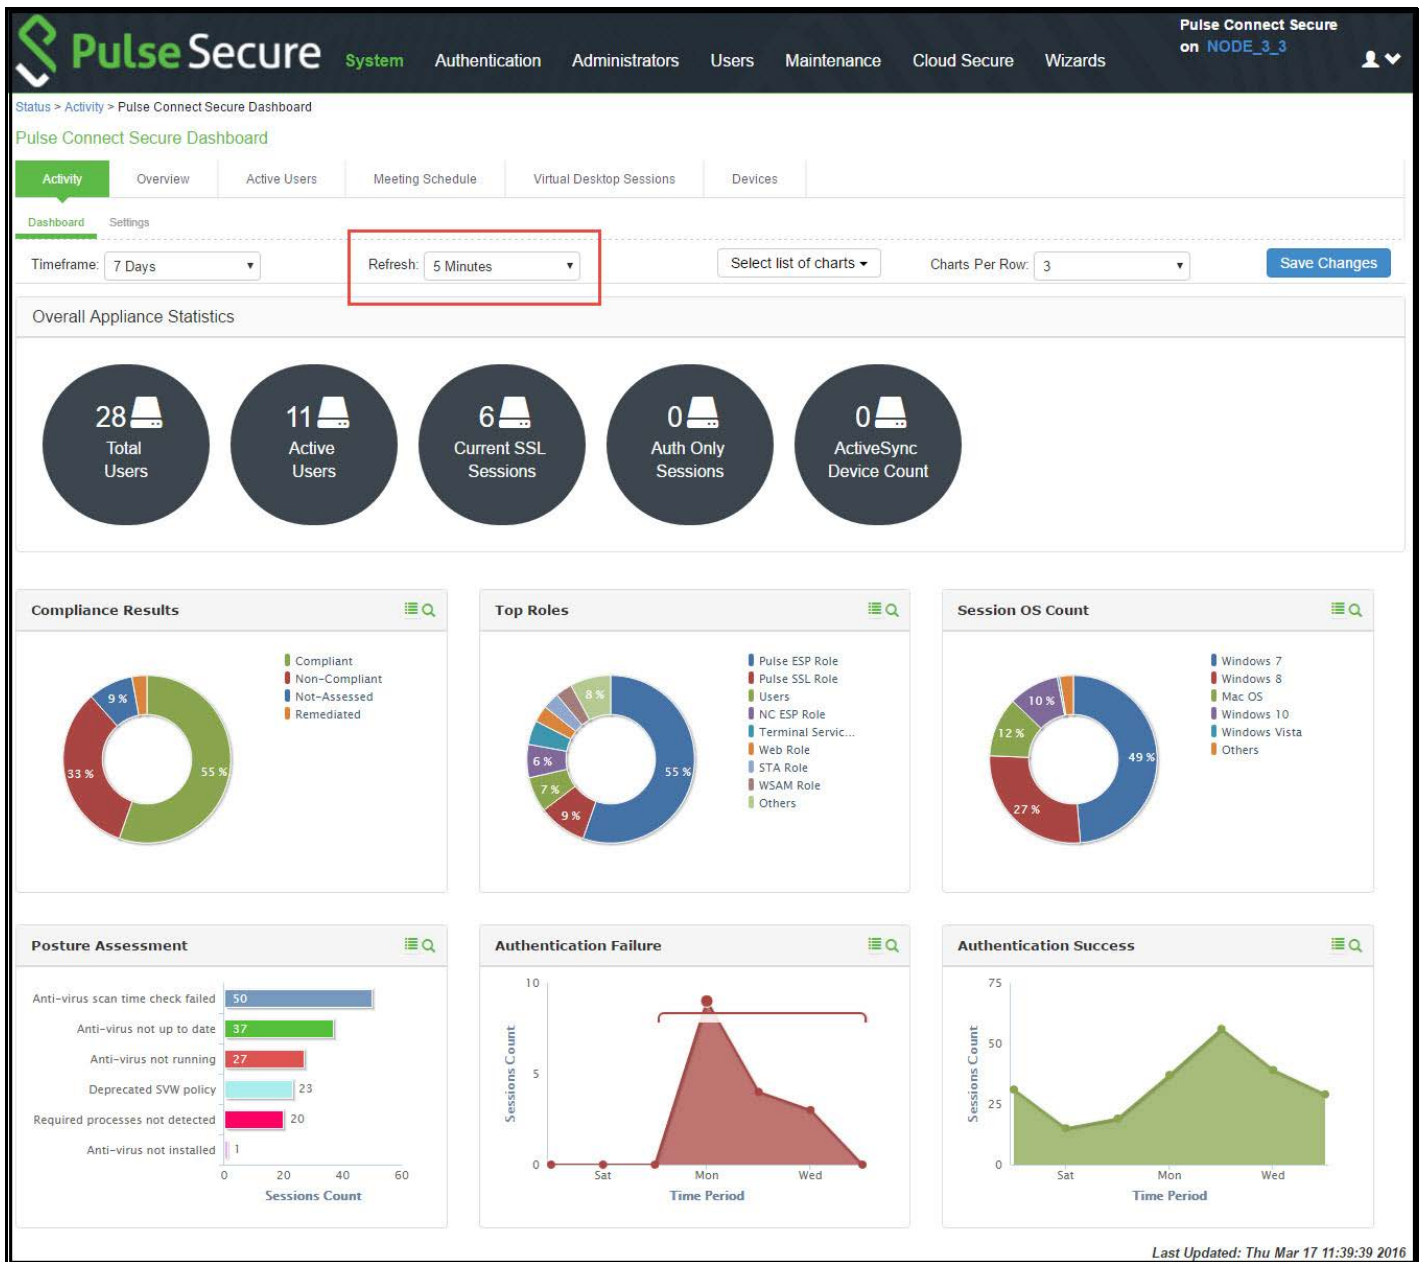 Pulse Secure
System Authentication Administrators Users Maintenance Cloud Secure Wizards
Pulse Connect Secure
on NODE_3_3
Status > Activity > Pulse Connect Secure Dashboard
Pulse Connect Secure Dashboard
Activity Overview Active Users Meeting Schedule Virtual Desktop Sessions Devices
Dashboard Settings
Timeframe: 7 Days Refresh: 5 Minutes Select list of charts Charts Per Row: 3 Save Changes
Overall Appliance Statistics
28
Total
Users
11
Active
Users
6
Current SSL
Sessions
0
Auth Only
Sessions
0
ActiveSync
Device Count
Compliance Results
9 %
33 %
55 %
Compliant
Non-Compliant
Not-Assessed
Remediated
Top Roles
8 %
6 %
7 %
9 %
55 %
Pulse ESP Role
Pulse SSL Role
Users
NC ESP Role
Terminal Servic...
Web Role
STA Role
WSAM Role
Others
Session OS Count
10 %
12 %
49 %
27 %
Windows 7
Windows 8
Mac OS
Windows 10
Windows Vista
Others
Posture Assessment
Anti-virus scan time check failed 50
Anti-virus not up to date 37
Anti-virus not running 27
Deprecated SVW policy 23
Required processes not detected 20
Anti-virus not installed 1
0 20 40 60
Sessions Count
Authentication Failure
10
5
0
Sessions Count
Sat Mon Wed
Time Period
Authentication Success
75
50
25
0
Sessions Count
Sat Mon Wed
Time Period
Last Updated: Thu Mar 17 11:39:39 2016